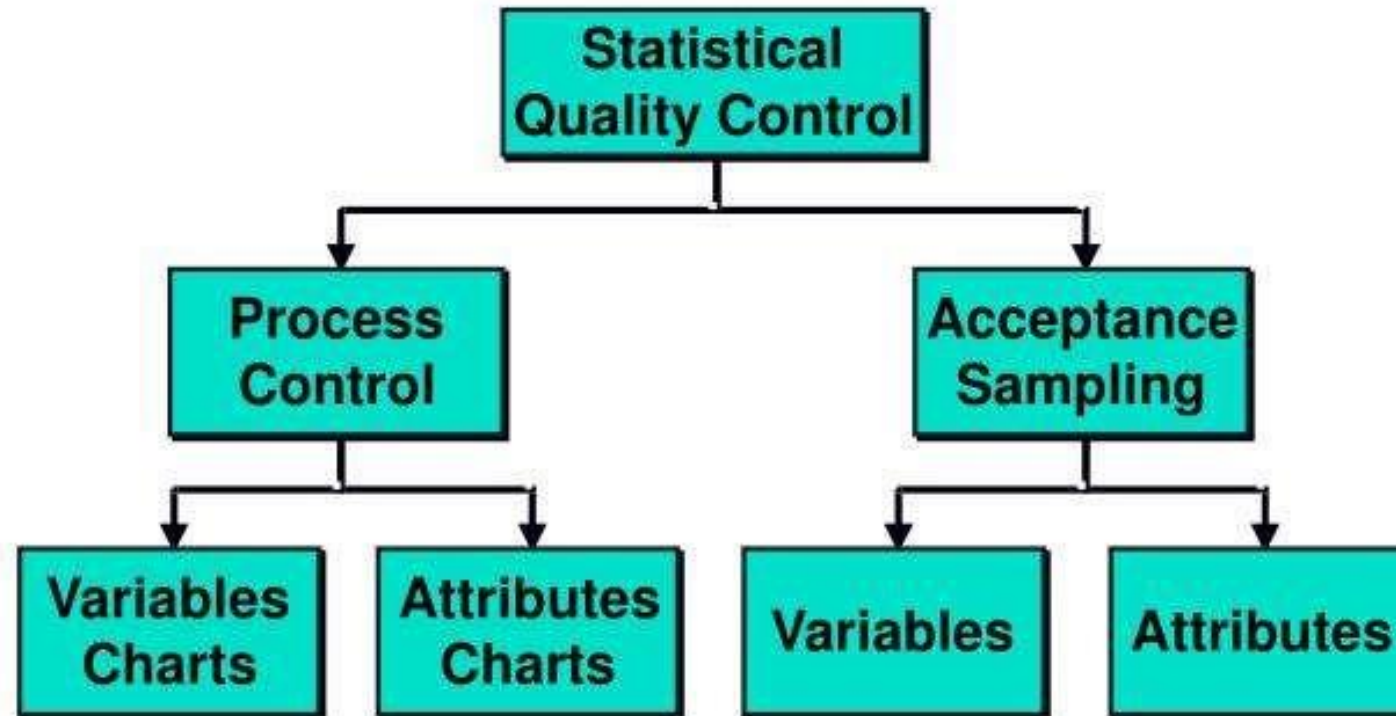 Statistical
Quality Control
Process
Control
Acceptance
Sampling
Variables
Charts
Attributes
Charts
Variables
Attributes